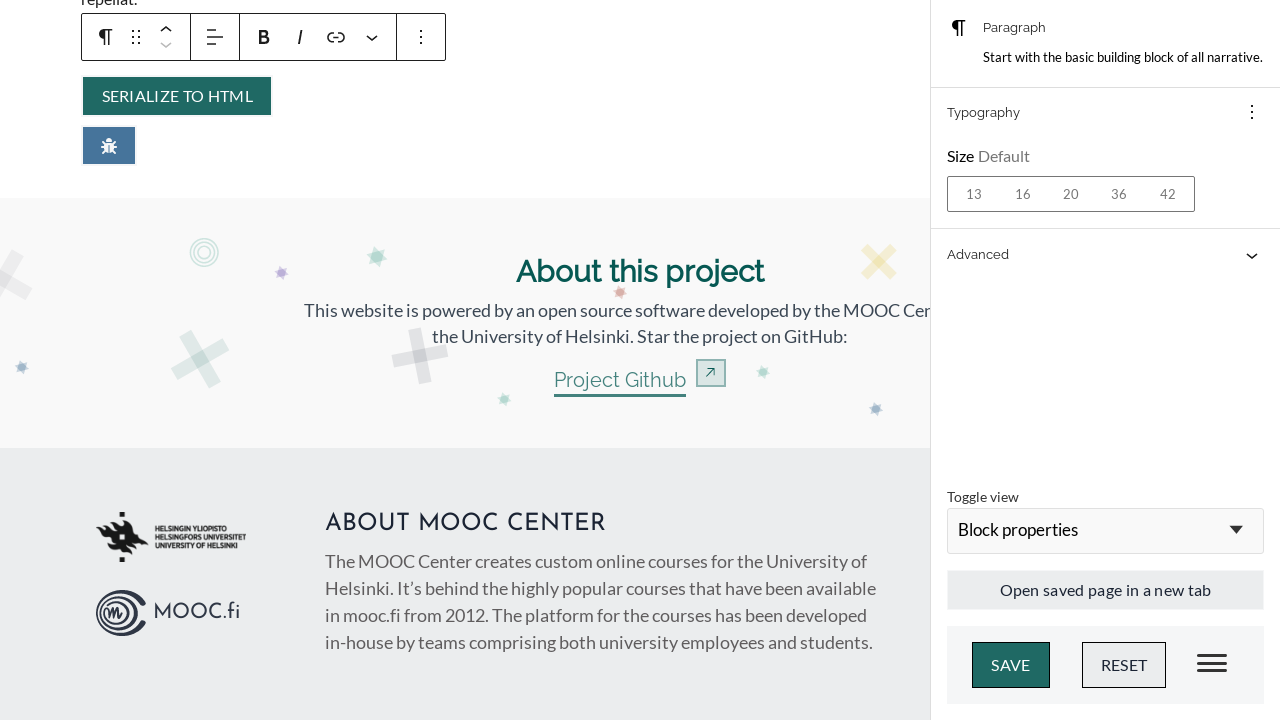 repellat.
B I
SERIALIZE TO HTML
About this project
This website is powered by an open source software developed by the MOOC Cen
the University of Helsinki. Star the project on GitHub:
Project Github
HELSINGIN YLIOPISTO
HELSINGFORS UNIVERSITET
UNIVERSITY OF HELSINKI
MOOC.fi
ABOUT MOOC CENTER
The MOOC Center creates custom online courses for the University of
Helsinki. It’s behind the highly popular courses that have been available
in mooc.fi from 2012. The platform for the courses has been developed
in-house by teams comprising both university employees and students.
Paragraph
Start with the basic building block of all narrative.
Typography
Size Default
13 16 20 36 42
Advanced
Toggle view
Block properties
Open saved page in a new tab
SAVE RESET